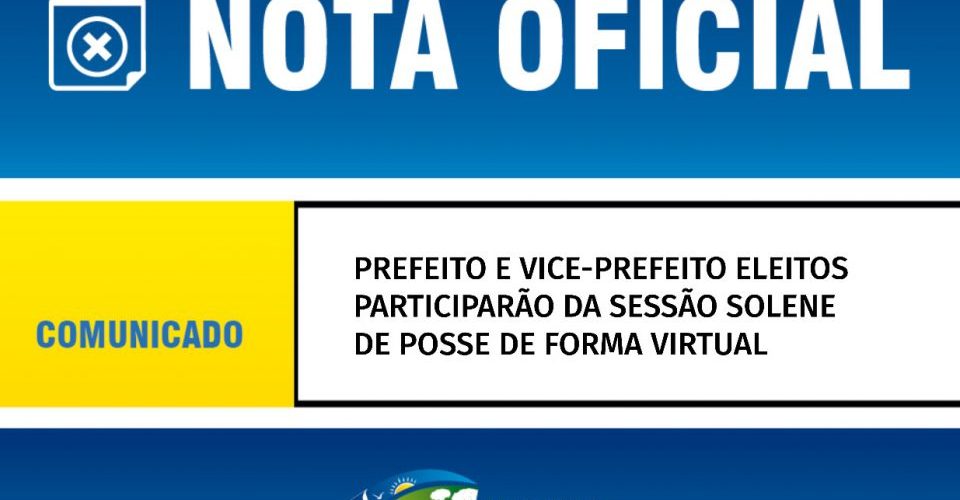 NOTA OFICIAL
COMUNICADO
PREFEITO E VICE-PREFEITO ELEITOS
PARTICIPARÃO DA SESSÃO SOLENE
DE POSSE DE FORMA VIRTUAL